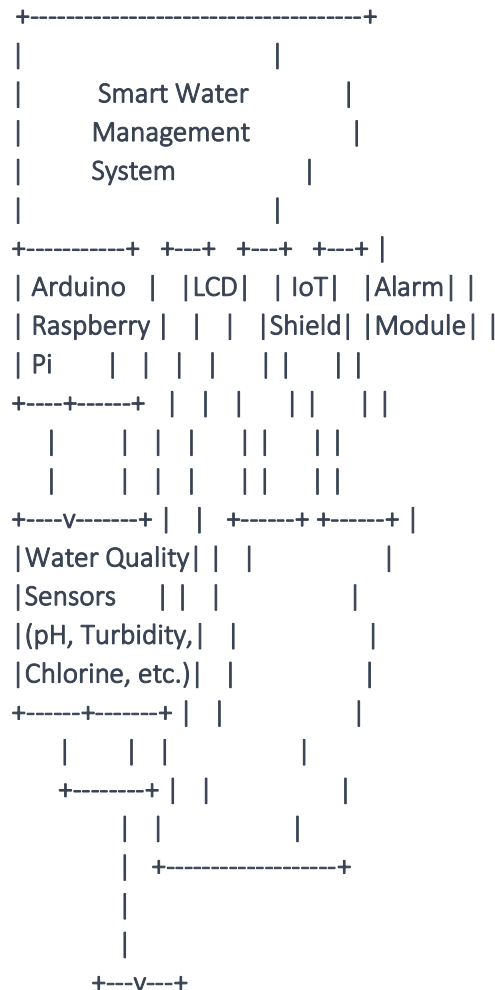 +--------------------------------------+
| |
| Smart Water |
| Management |
| System |
| |
+-----------+ +---+ +---+ +---+ |
| Arduino | |LCD| | IoT| |Alarm| |
| Raspberry | | | |Shield| |Module| |
| Pi | | | | | | | |
+----+------+ | | | | | | |
| | | | | | | |
| | | | | | | |
+----v-------+ | | +------+ +------+ |
|Water Quality| | | |
|Sensors | | | |
|(pH, Turbidity,| | |
|Chlorine, etc.)| | |
+------+-------+ | | |
| | | |
+--------+ | | |
| | |
| +-------------------+
|
|
+---v---+